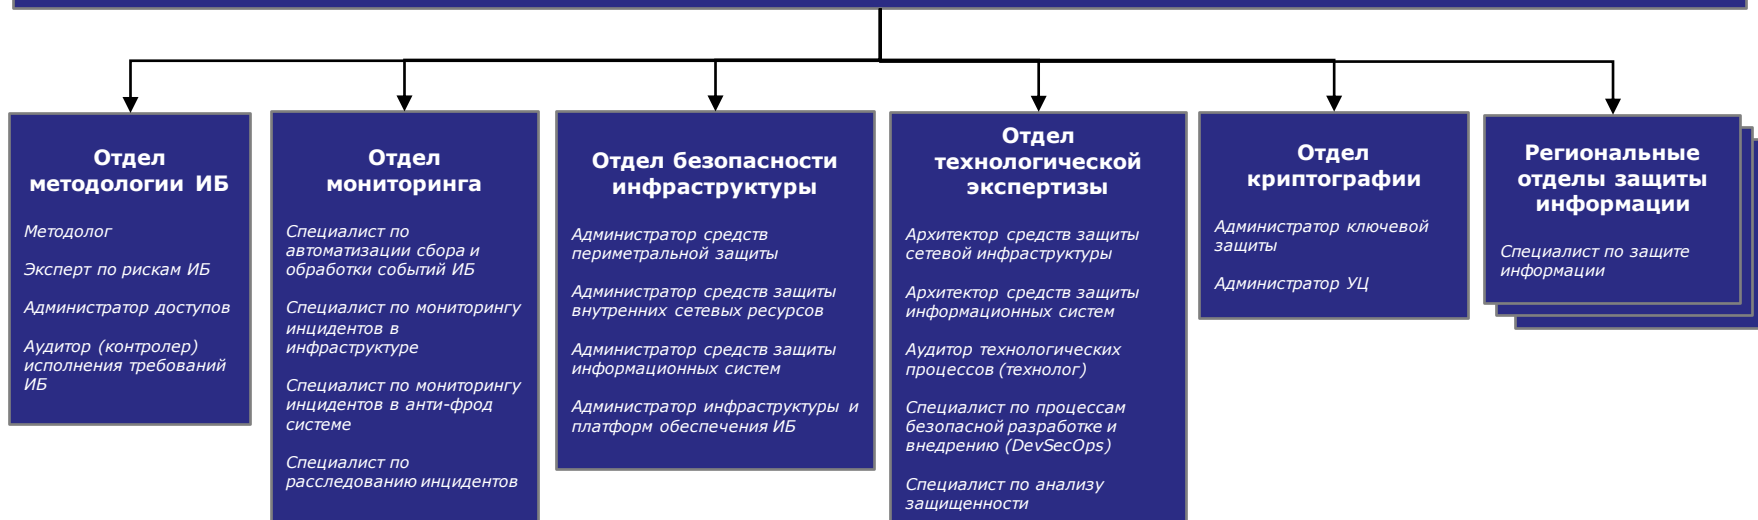 Отдел
методологии ИБ
Методолог
Эксперт по рискам ИБ
Администратор доступов
Аудитор (контролер)
исполнения требований
ИБ
Отдел
мониторинга
Специалист по
автоматизации сбора и
обработки событий ИБ
Специалист по мониторингу
инцидентов в
инфраструктуре
Специалист по мониторингу
инцидентов в анти-фрод
системе
Специалист по
расследованию инцидентов
Отдел безопасности
инфраструктуры
Администратор средств
периметральной защиты
Администратор средств защиты
внутренних сетевых ресурсов
Администратор средств защиты
информационных систем
Администратор инфраструктуры и
платформ обеспечения ИБ
Отдел
технологической
экспертизы
Архитектор средств защиты
сетевой инфраструктуры
Архитектор средств защиты
информационных систем
Аудитор технологических
процессов (технолог)
Специалист по процессам
безопасной разработке и
внедрению (DevSecOps)
Специалист по анализу
защищенности
Отдел
криптографии
Администратор ключевой
защиты
Администратор УЦ
Региональные
отделы защиты
информации
Специалист по защите
информации